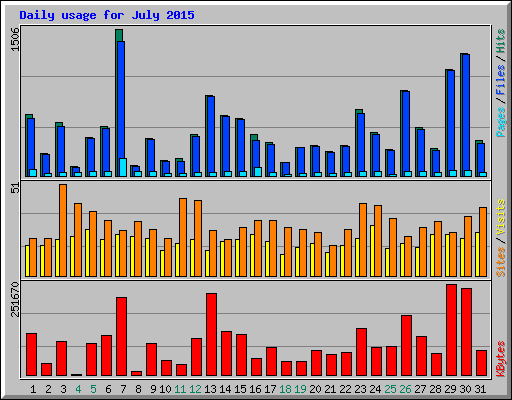 Daily usage for July 2015
1506
Pages / Files / Hits
51
Sites / Visits
251670
KBytes
1 2 3 4 5 6 7 8 9 10 11 12 13 14 15 16 17 18 19 20 21 22 23 24 25 26 27 28 29 30 31